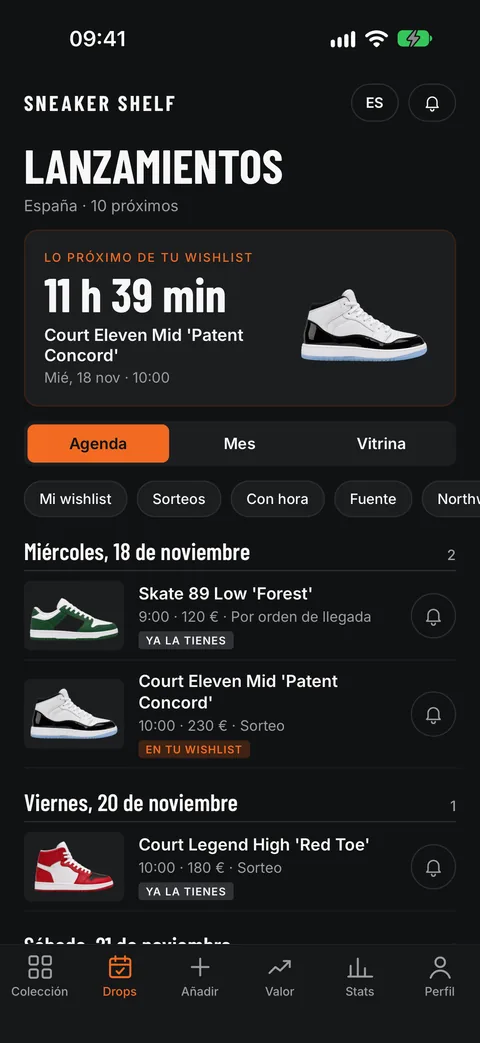 09:41
SNEAKER SHELF
ES
LANZAMIENTOS
España · 10 próximos
LO PRÓXIMO DE TU WISHLIST
11 h 39 min
Court Eleven Mid 'Patent
Concord'
Mié, 18 nov · 10:00
Agenda
Mes
Vitrina
Mi wishlist
Sorteos
Con hora
Fuente
Miércoles, 18 de noviembre
2
Skate 89 Low 'Forest'
9:00 · 120 € · Por orden de llegada
YA LA TIENES
Court Eleven Mid 'Patent
Concord'
10:00 · 230 € · Sorteo
EN TU WISHLIST
Viernes, 20 de noviembre
1
Court Legend High 'Red Toe'
10:00 · 180 € · Sorteo
YA LA TIENES
Sábado, 21 de noviembre
Colección
Drops
Añadir
Valor
Stats
Perfil